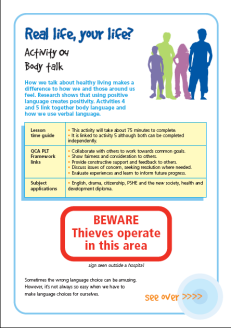 Real life, your life?
Activity 04
Body talk
How we talk about healthy living makes a
difference to how we and those around us
feel. Research shows that using positive
language creates positivity. Activities 4
and 5 link together body language and
how we use verbal language.
Lesson time guide
- This activity will take about 75 minutes to complete.
- It is linked to activity 5 although both can be completed
independently.
QCA PLT Framework links
- Collaborate with others to work towards common goals.
- Show fairness and consideration to others.
- Provide constructive support and feedback to others.
- Discuss issues of concern, seeking resolution where needed.
- Evaluate experiences and learn to inform future progress.
Subject applications
- English, drama, citizenship, PSHE and the new society, health and
development diploma.
BEWARE
Thieves operate
in this area
sign seen outside a hospital
Sometimes the wrong language choice can be amusing.
However, it's not always so easy when we have to
make language choices for ourselves.
see over >>>>